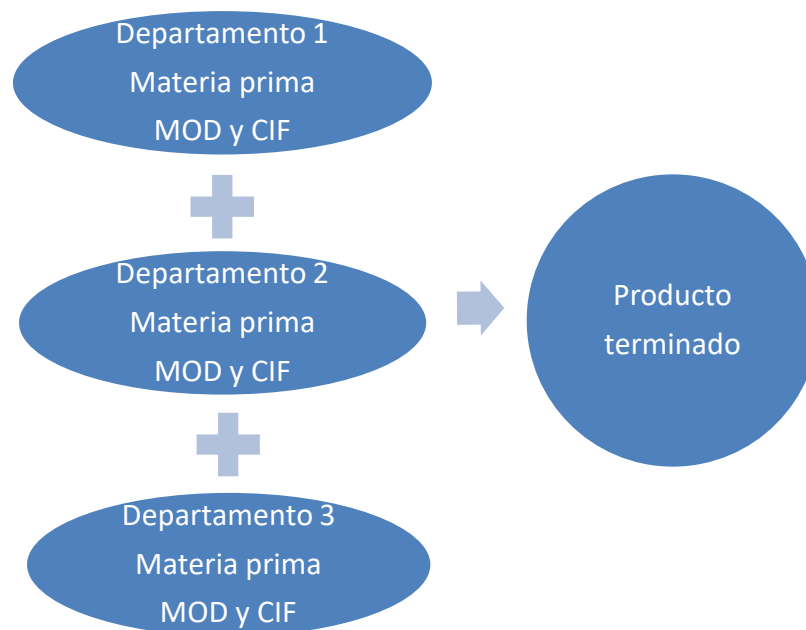 Departamento 1
Materia prima
MOD y CIF
Departamento 2
Materia prima
MOD y CIF
Departamento 3
Materia prima
MOD y CIF
Producto
terminado